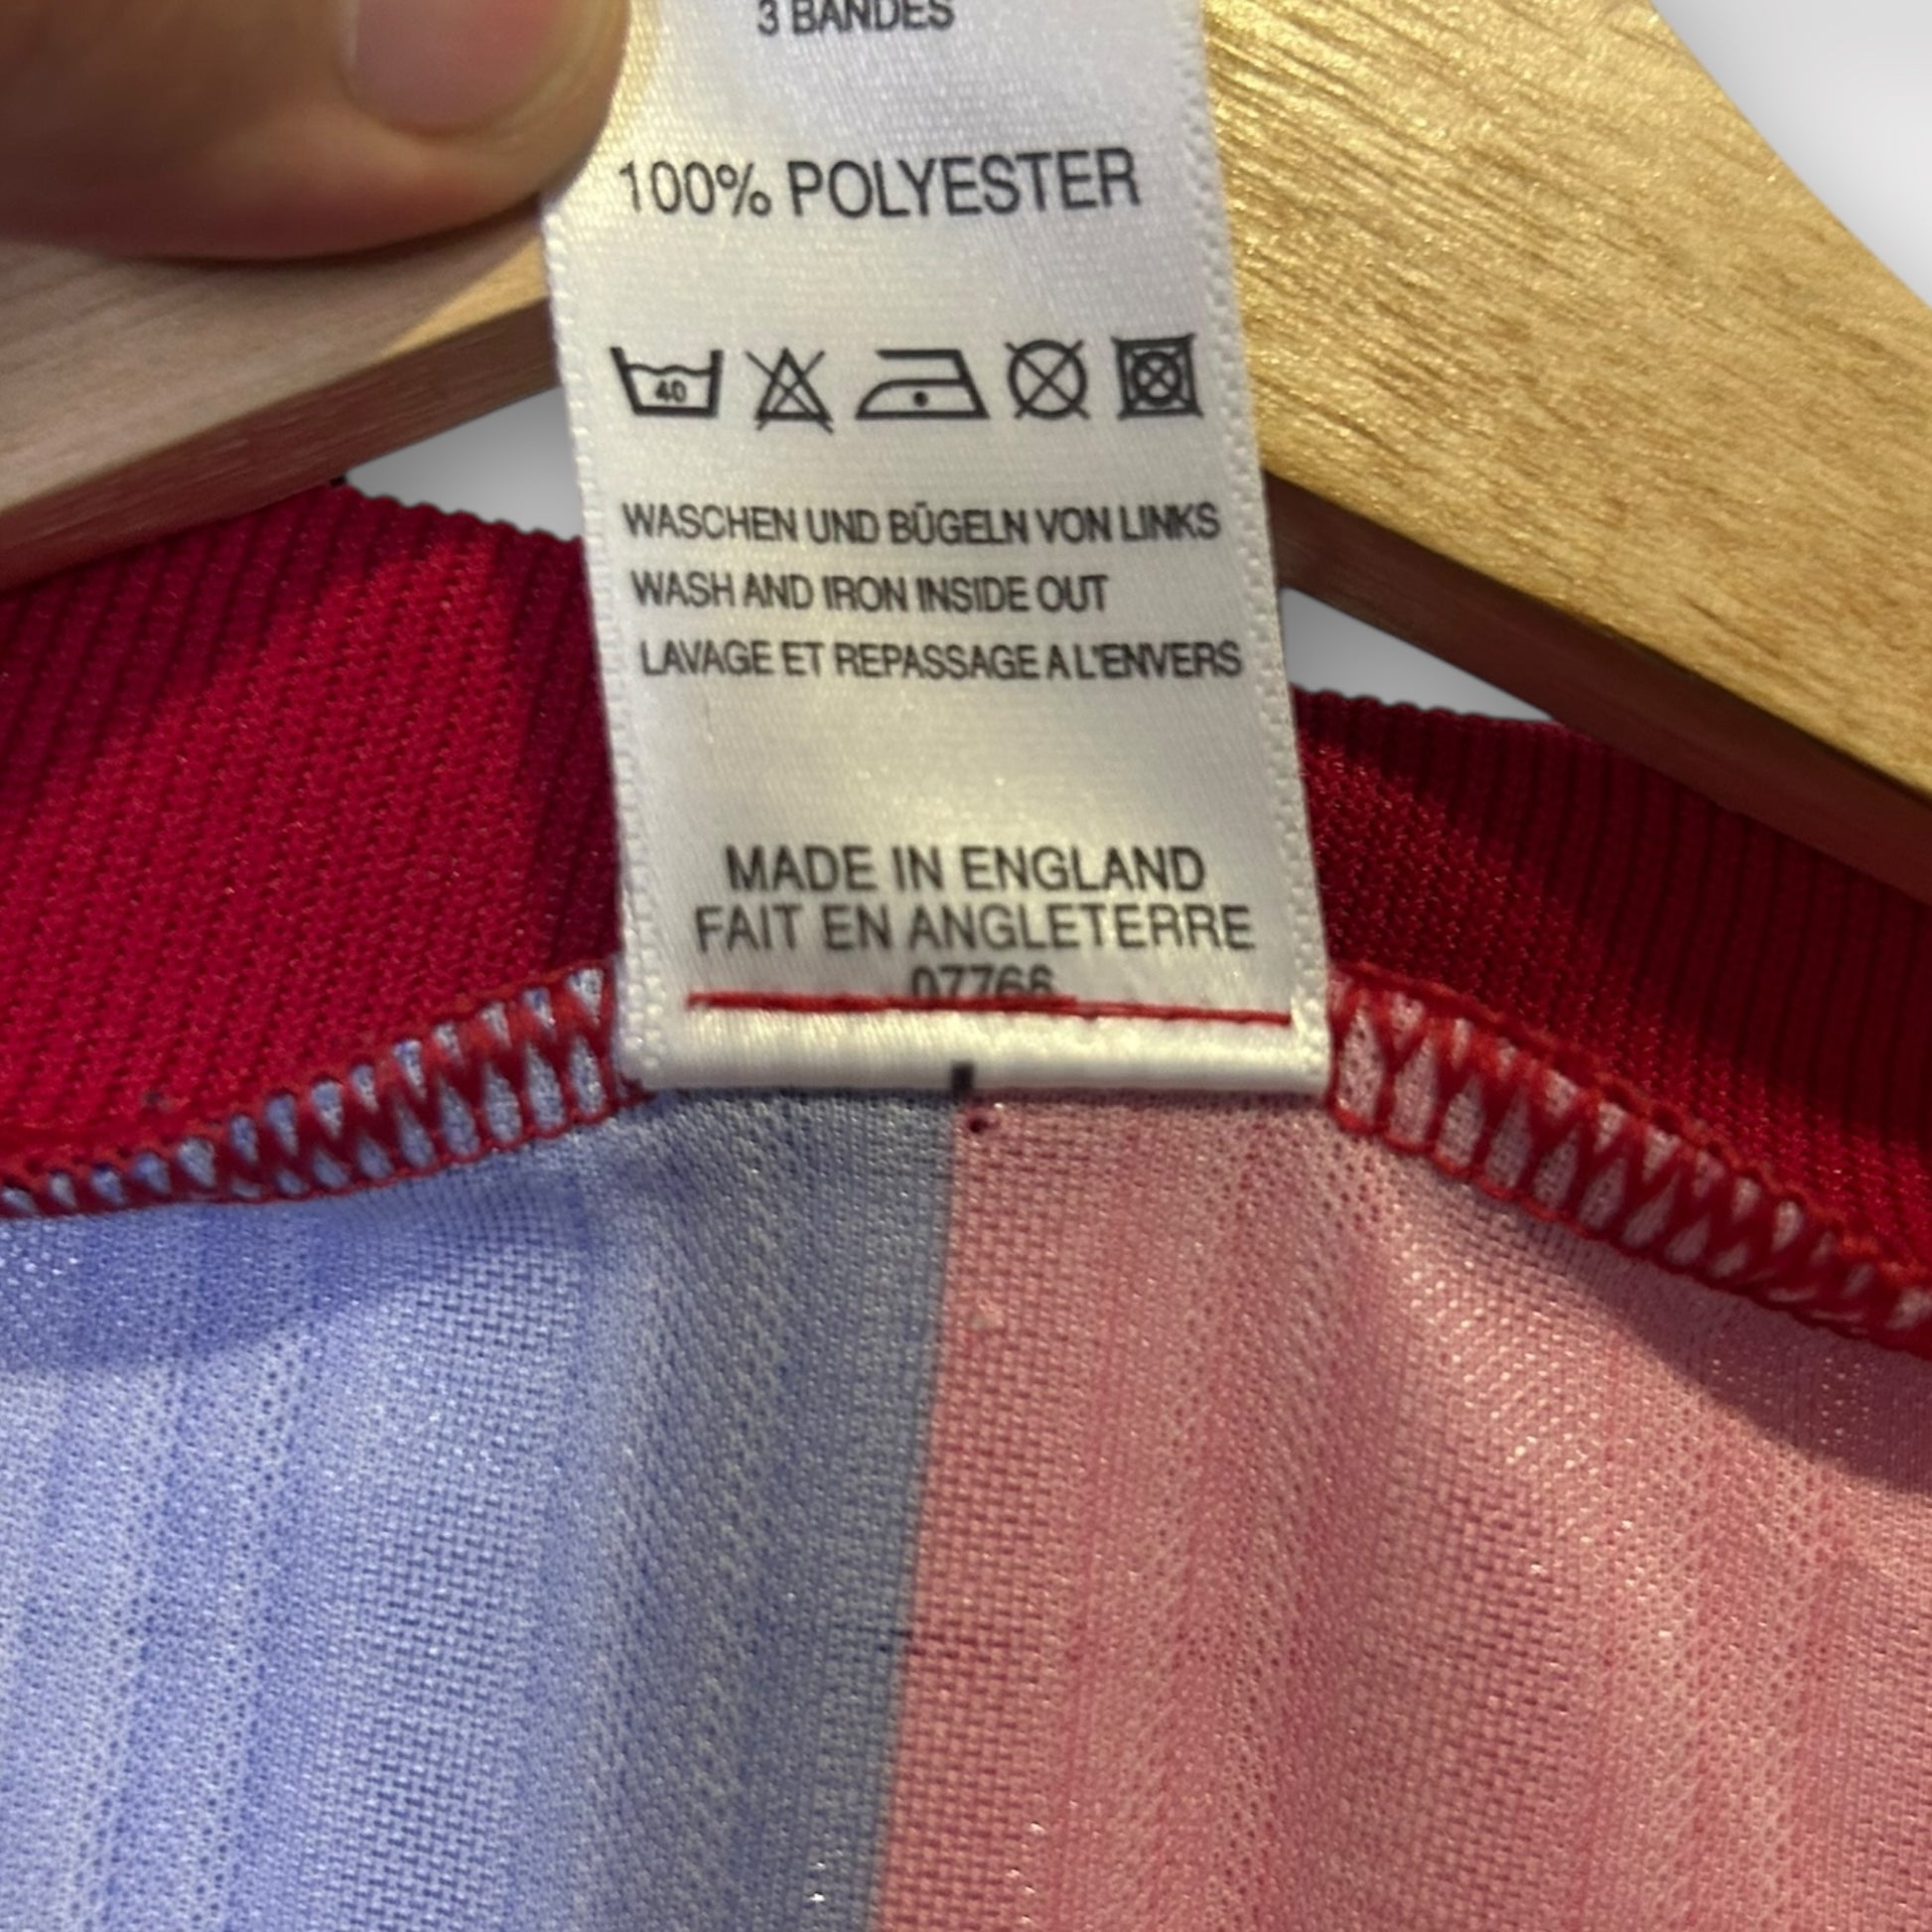 3 BANDES
100% POLYESTER
40
WASCHEN UND BÜGELN VON LINKS
WASH AND IRON INSIDE OUT
LAVAGE ET REPASSAGE A L'ENVERS
MADE IN ENGLAND
FAIT EN ANGLETERRE
07766